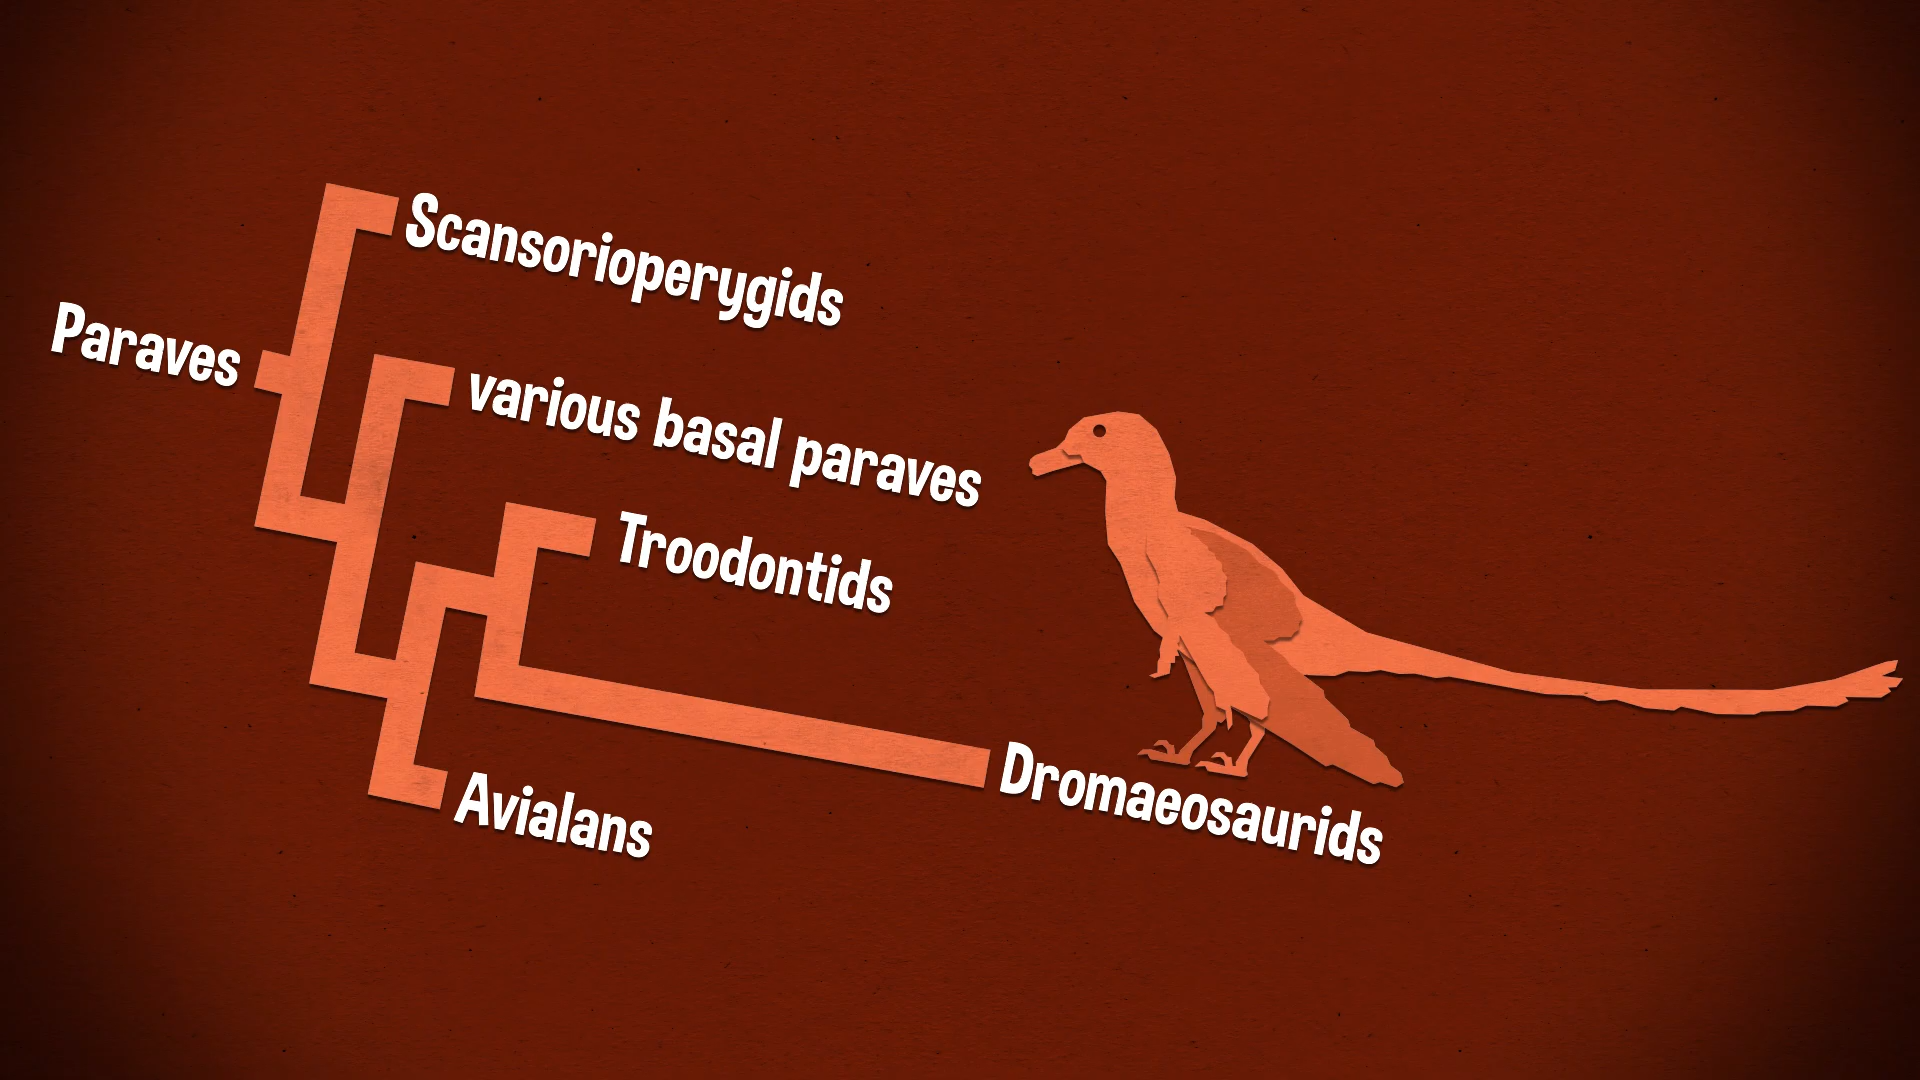 Scansorioperygids
Paraves
various basal paraves
Troodontids
Dromaeosaurids
Avialans